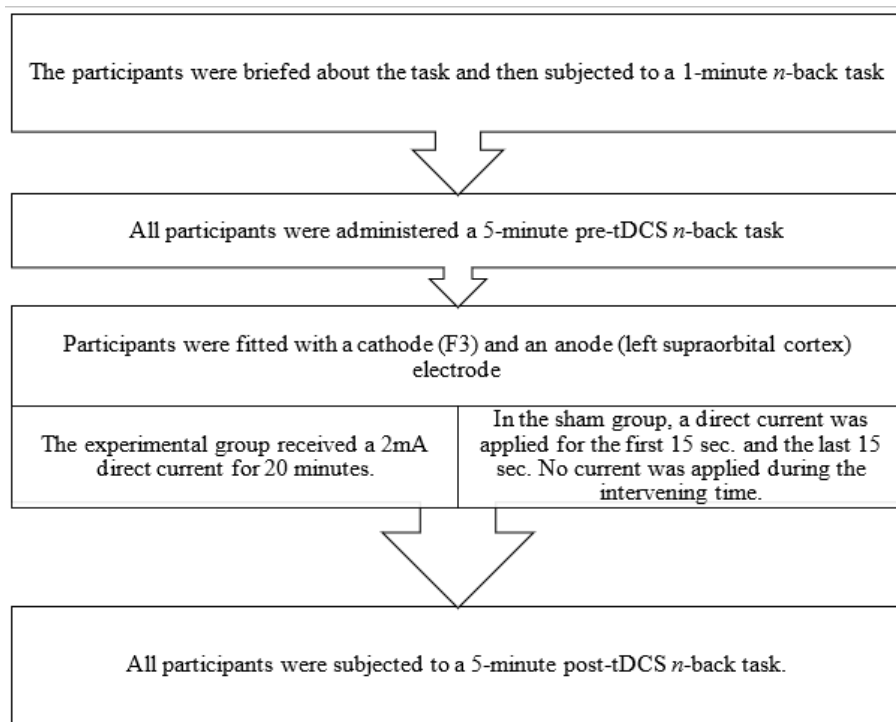 The participants were briefed about the task and then subjected to a 1-minute n-back task
All participants were administered a 5-minute pre-tDCS n-back task
Participants were fitted with a cathode (F3) and an anode (left supraorbital cortex)
electrode
The experimental group received a 2mA
direct current for 20 minutes.
In the sham group, a direct current was
applied for the first 15 sec. and the last 15
sec. No current was applied during the
intervening time.
All participants were subjected to a 5-minute post-tDCS n-back task.